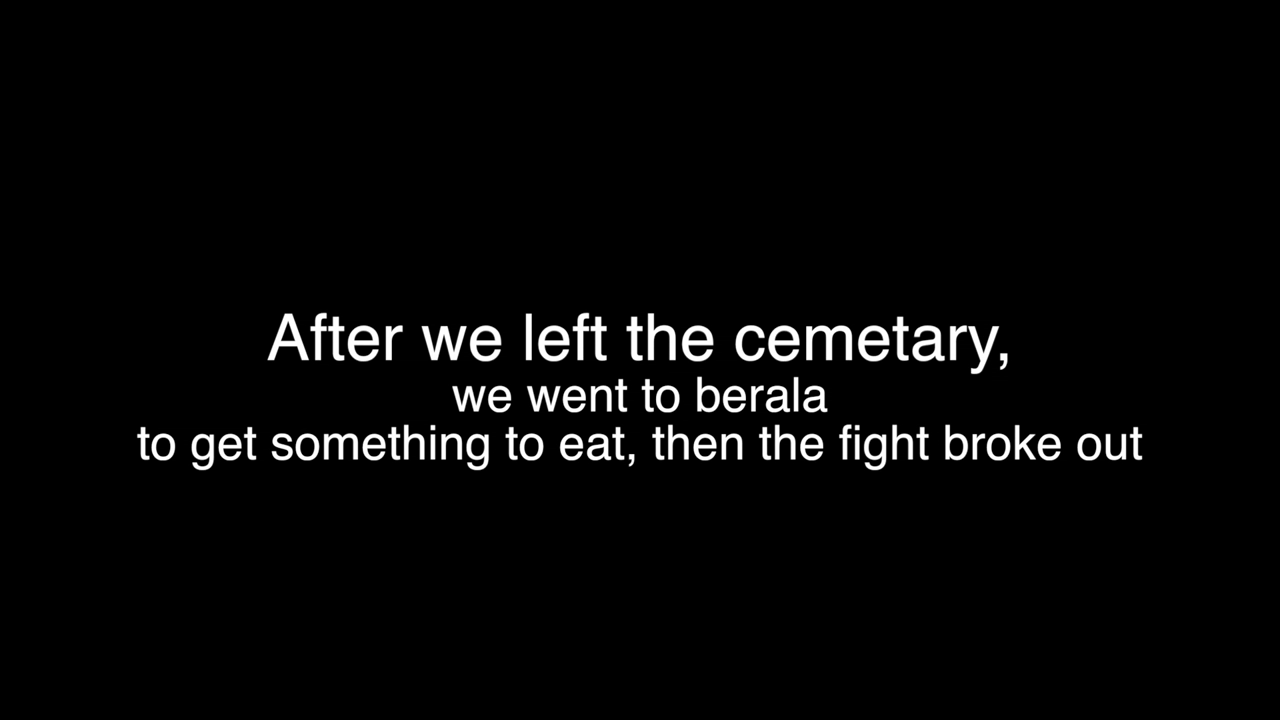 After we left the cemetary,
we went to berala
to get something to eat, then the fight broke out